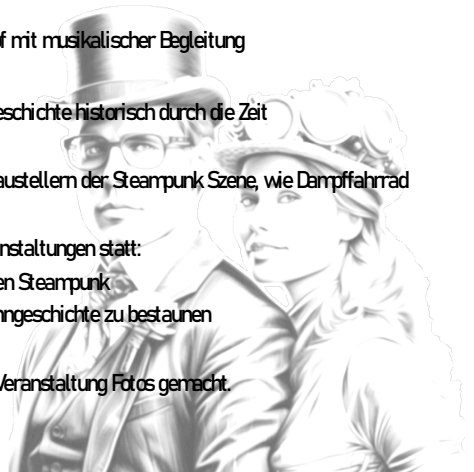 f mit musikalischer Begleitung
eschichte historisch durch die Zeit
austellern der Steampunk Szene, wie Dampffahrrad
nstaltungen statt:
en Steampunk
hngeschichte zu bestaunen
Veranstaltung Fotos gemacht.